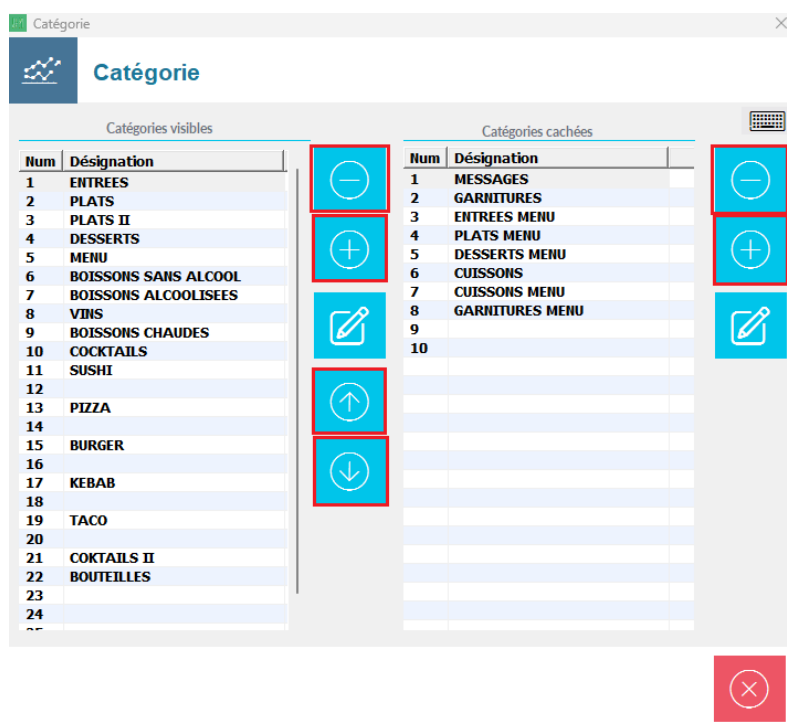 Catégorie
Catégorie
Catégories visibles
Num Désignation
1 ENTREES
2 PLATS
3 PLATS II
4 DESSERTS
5 MENU
6 BOISSONS SANS ALCOOL
7 BOISSONS ALCOOLISEES
8 VINS
9 BOISSONS CHAUDES
10 COCKTAILS
11 SUSHI
12
13 PIZZA
14
15 BURGER
16
17 KEBAB
18
19 TACO
20
21 COKTAILS II
22 BOUTEILLES
23
24
Catégories cachées
Num Désignation
1 MESSAGES
2 GARNITURES
3 ENTREES MENU
4 PLATS MENU
5 DESSERTS MENU
6 CUISSONS
7 CUISSONS MENU
8 GARNITURES MENU
9
10